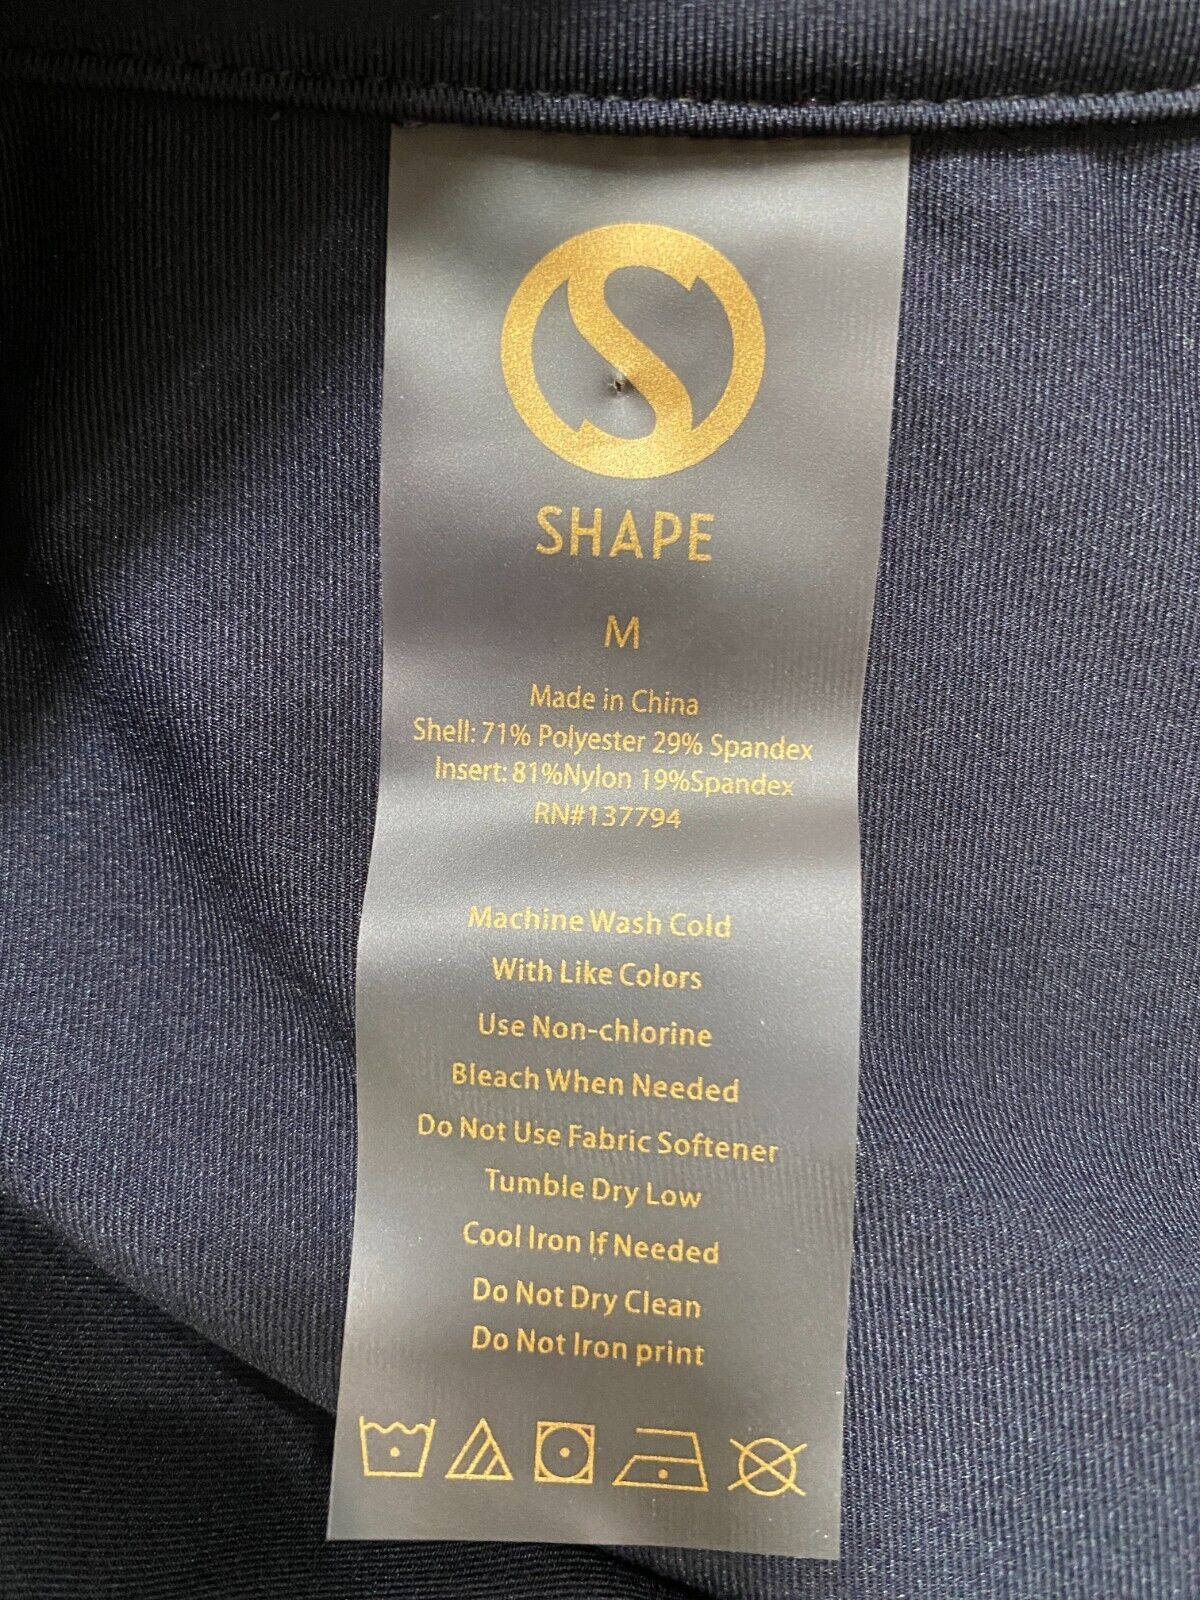 S
SHAPE
M
Made in China
Shell: 71% Polyester 29% Spandex
Insert: 81%Nylon 19%Spandex
RN#137794
Machine Wash Cold
With Like Colors
Use Non-chlorine
Bleach When Needed
Do Not Use Fabric Softener
Tumble Dry Low
Cool Iron If Needed
Do Not Dry Clean
Do Not Iron print